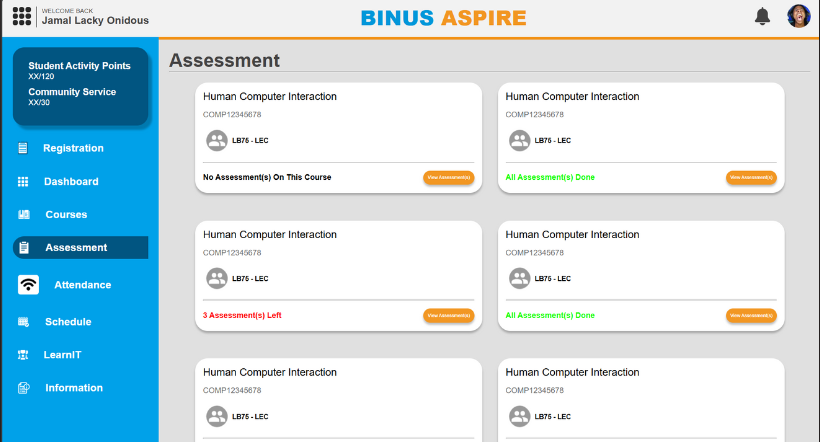 WELCOME BACK
Jamal Lacky Onidous
BINUS ASPIRE
Student Activity Points
XX/120
Community Service
XX/30
Registration
Dashboard
Courses
Assessment
Attendance
Schedule
LearnIT
Information
Assessment
Human Computer Interaction
COMP12345678
LB75 - LEC
No Assessment(s) On This Course
View Assessment(s)
Human Computer Interaction
COMP12345678
LB75 - LEC
All Assessment(s) Done
View Assessment(s)
Human Computer Interaction
COMP12345678
LB75 - LEC
3 Assessment(s) Left
View Assessment(s)
Human Computer Interaction
COMP12345678
LB75 - LEC
All Assessment(s) Done
View Assessment(s)
Human Computer Interaction
COMP12345678
LB75 - LEC
Human Computer Interaction
COMP12345678
LB75 - LEC